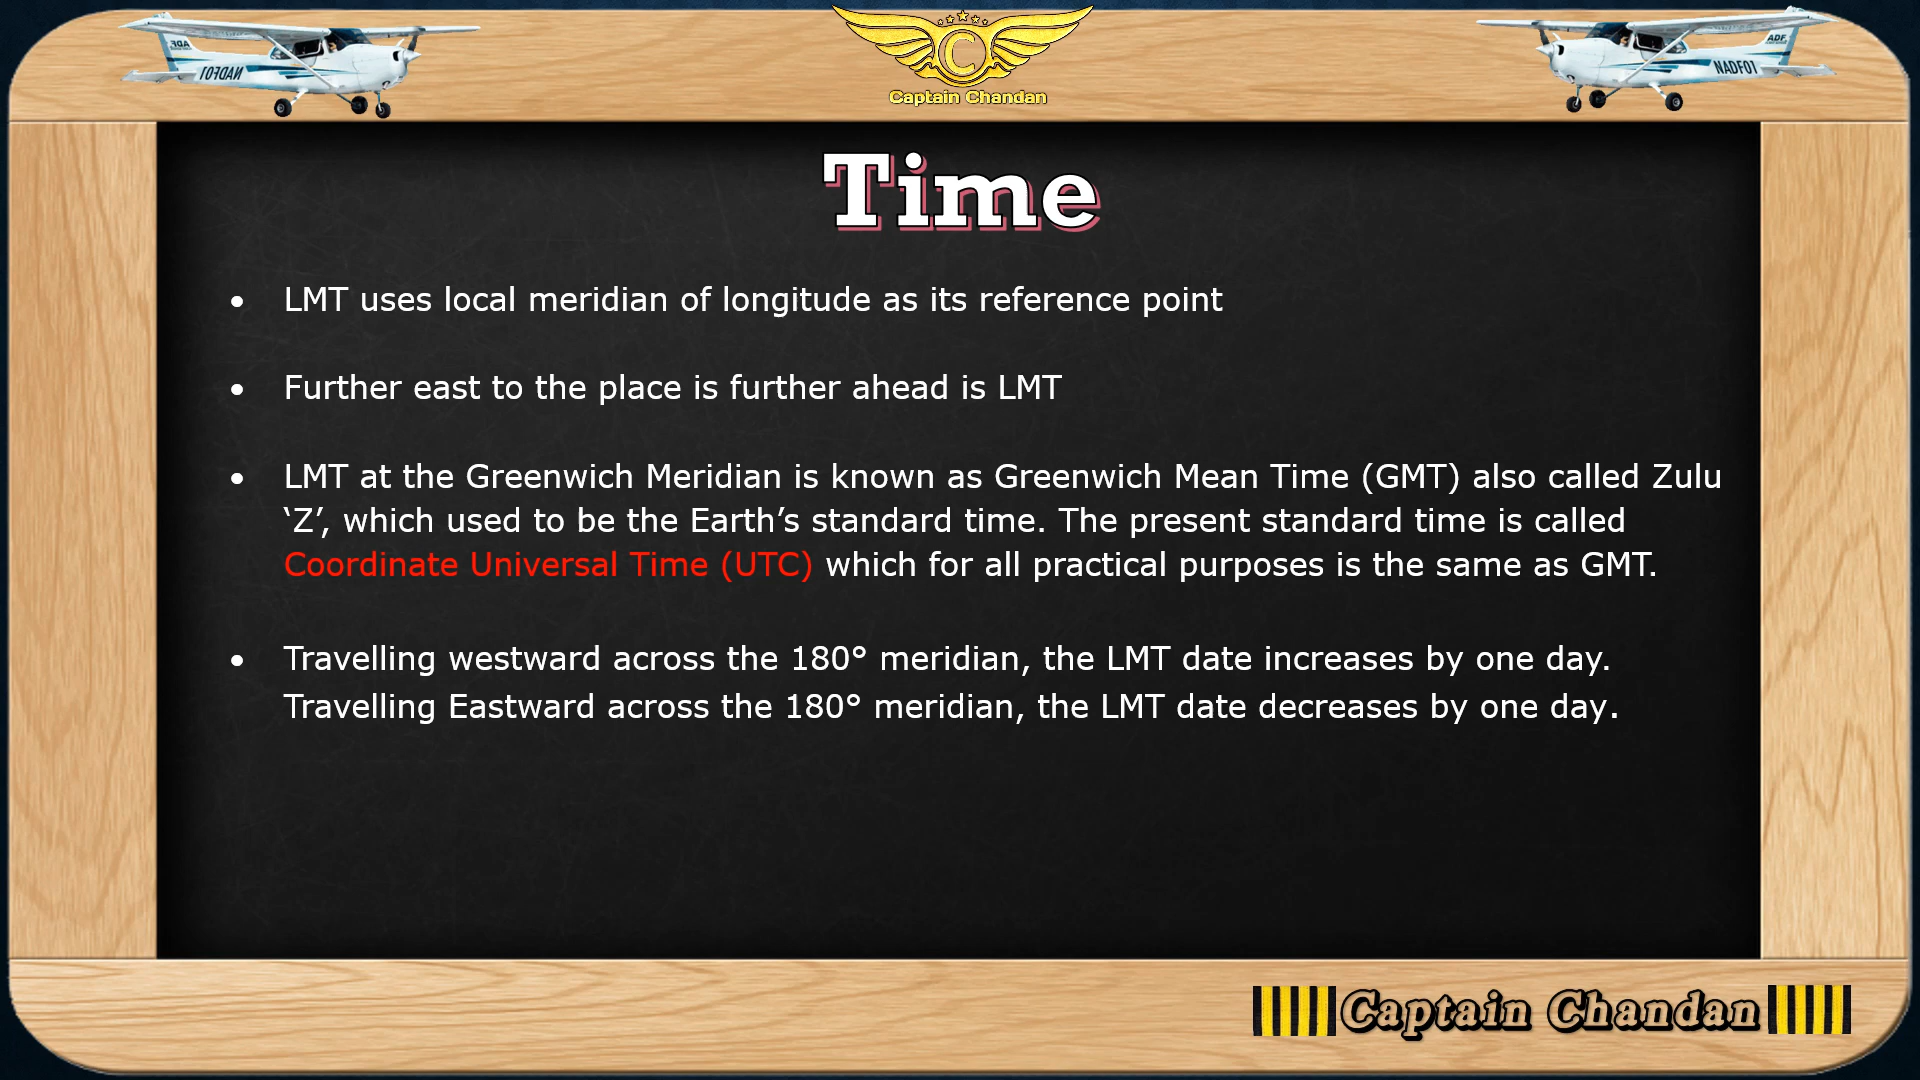 ADF
NADF01
C
Captain Chandan
ADF
NADF01
Time
• LMT uses local meridian of longitude as its reference point
• Further east to the place is further ahead is LMT
• LMT at the Greenwich Meridian is known as Greenwich Mean Time (GMT) also called Zulu
‘Z’, which used to be the Earth’s standard time. The present standard time is called
Coordinate Universal Time (UTC) which for all practical purposes is the same as GMT.
• Travelling westward across the 180° meridian, the LMT date increases by one day.
Travelling Eastward across the 180° meridian, the LMT date decreases by one day.
Captain Chandan